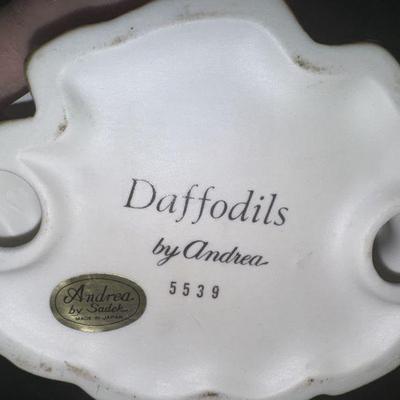 Daffodils
by Andrea
5539
Andrea
by Sadek
MADE IN JAPAN